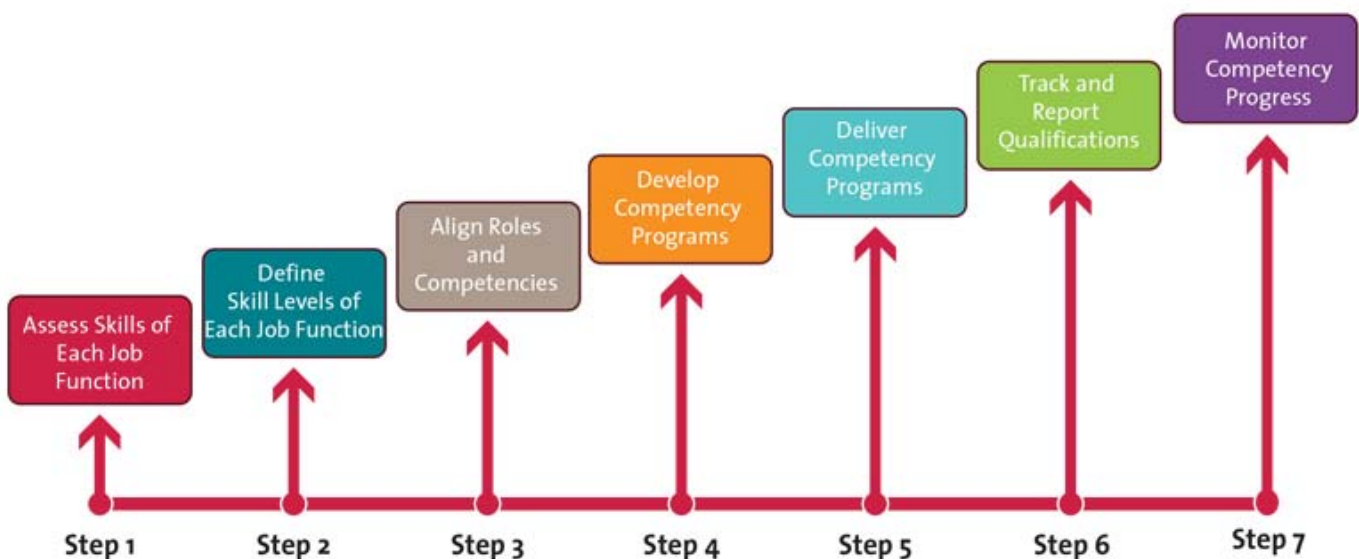 Assess Skills of
Each Job
Function
Define
Skill Levels of
Each Job Function
Align Roles
and
Competencies
Develop
Competency
Programs
Deliver
Competency
Programs
Track and
Report
Qualifications
Monitor
Competency
Progress
Step 1
Step 2
Step 3
Step 4
Step 5
Step 6
Step 7